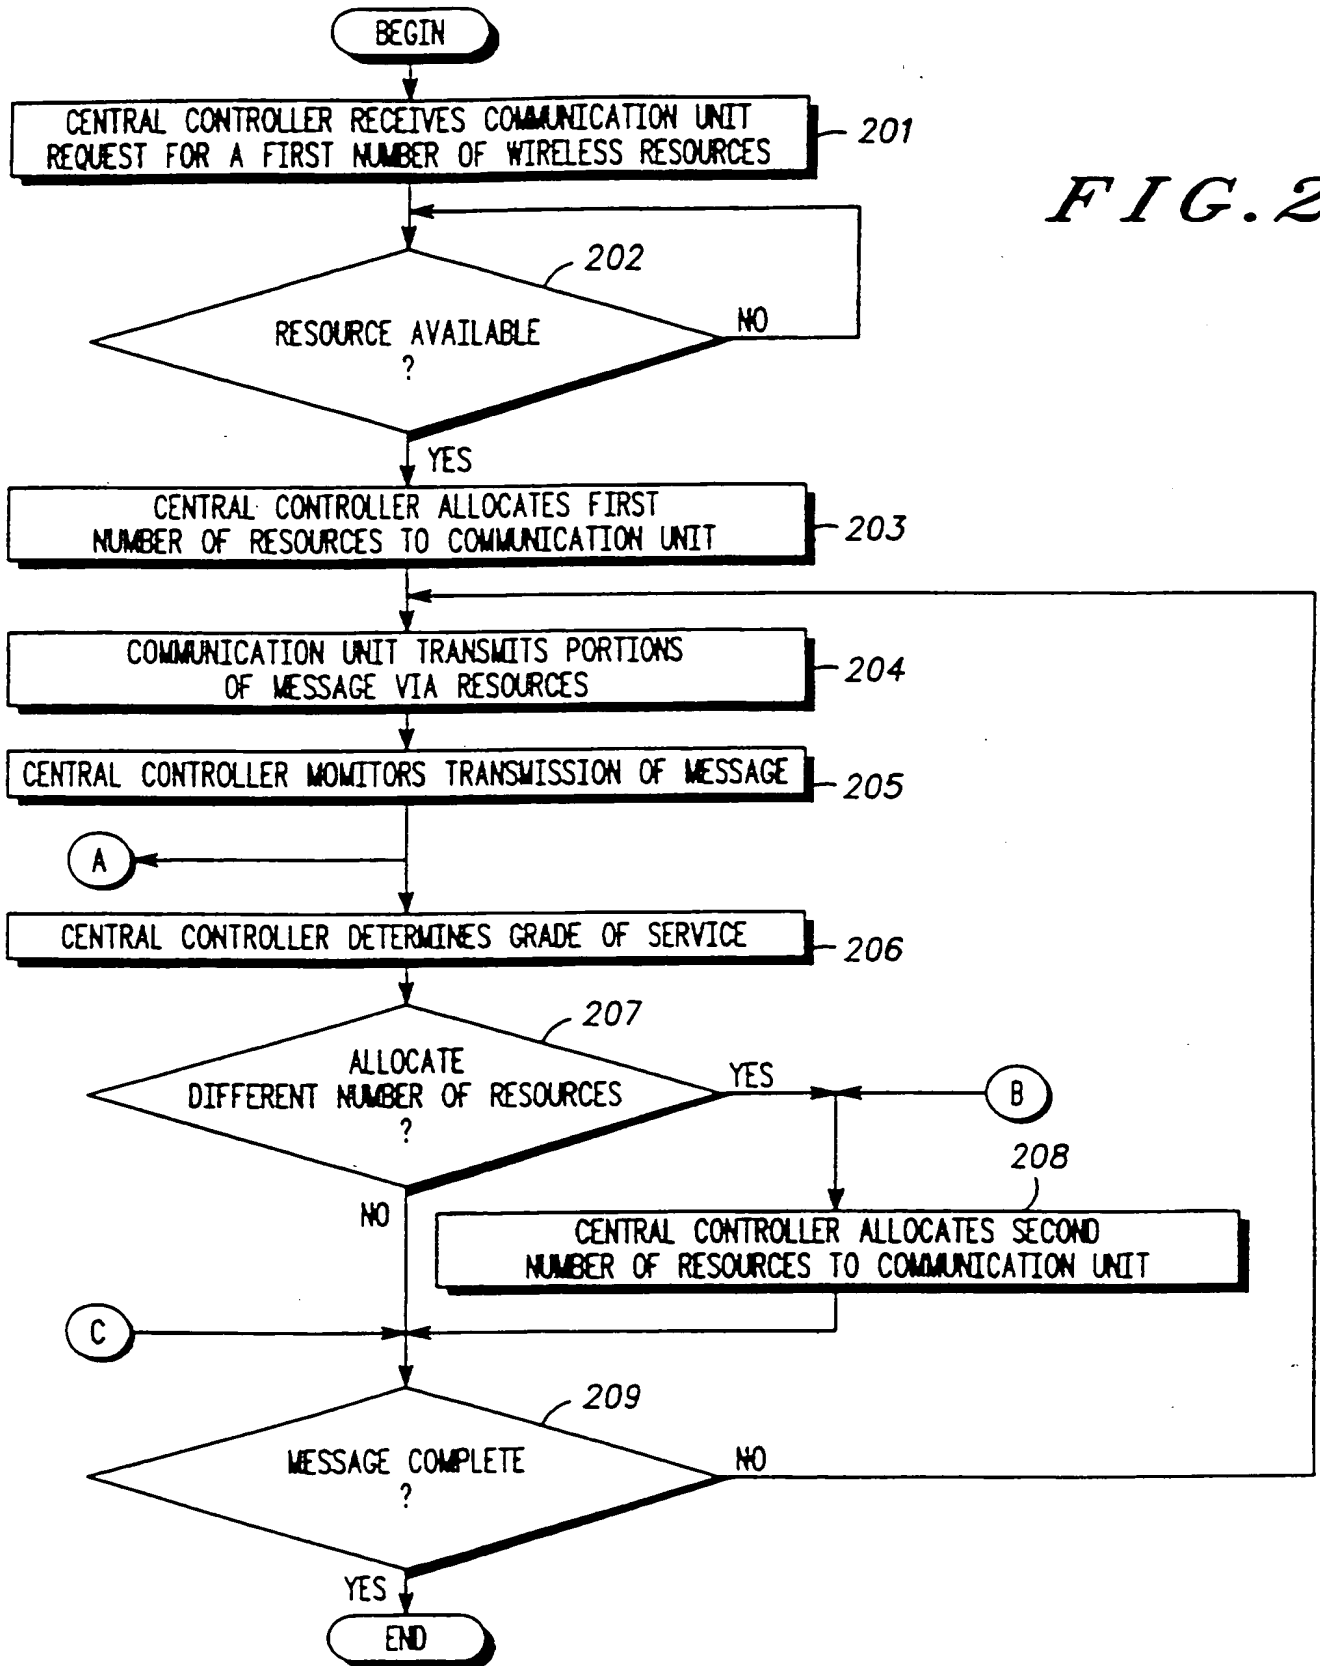 BEGIN
CENTRAL CONTROLLER RECEIVES COMMUNICATION UNIT
REQUEST FOR A FIRST NUMBER OF WIRELESS RESOURCES
201
FIG.2
202
RESOURCE AVAILABLE
?
NO
YES
CENTRAL CONTROLLER ALLOCATES FIRST
NUMBER OF RESOURCES TO COMMUNICATION UNIT
203
COMMUNICATION UNIT TRANSMITS PORTIONS
OF MESSAGE VIA RESOURCES
204
CENTRAL CONTROLLER MOMITORS TRANSMISSION OF MESSAGE
205
A
CENTRAL CONTROLLER DETERMINES GRADE OF SERVICE
206
207
ALLOCATE
DIFFERENT NUMBER OF RESOURCES
?
YES
B
NO
208
CENTRAL CONTROLLER ALLOCATES SECOND
NUMBER OF RESOURCES TO COMMUNICATION UNIT
C
209
MESSAGE COMPLETE
?
NO
YES
END